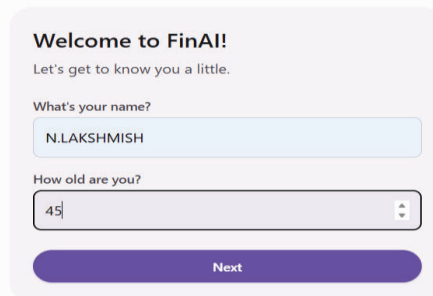 Welcome to FinAI!
Let's get to know you a little.
What's your name?
N.LAKSHMISH
How old are you?
45
Next